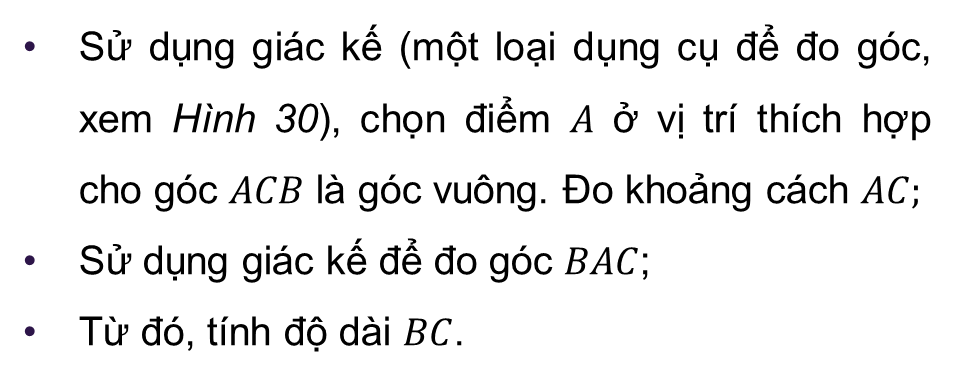 • Sử dụng giác kế (một loại dụng cụ để đo góc,
xem Hình 30), chọn điểm A ở vị trí thích hợp
cho góc ACB là góc vuông. Đo khoảng cách AC;
• Sử dụng giác kế để đo góc BAC;
• Từ đó, tính độ dài BC.